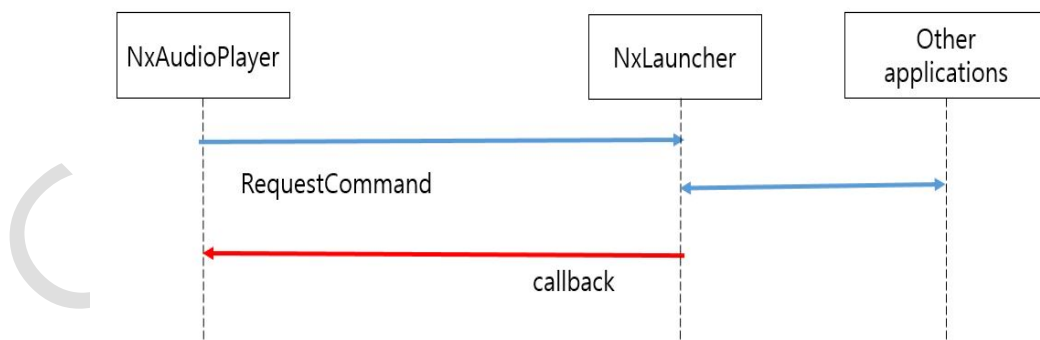 NxAudioPlayer
NxLauncher
Other
applications
RequestCommand
callback